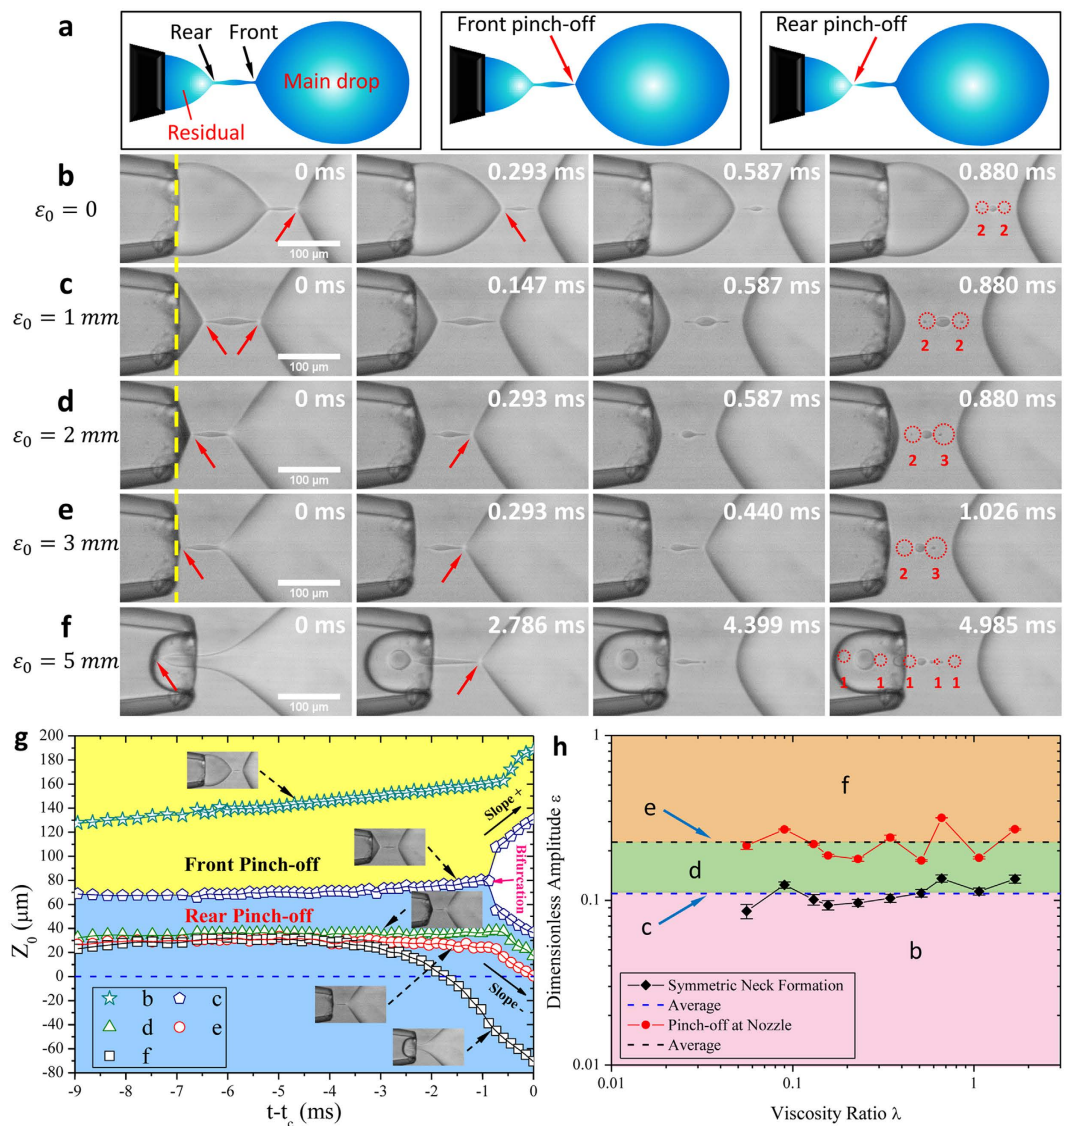 a
Rear
Front
Main drop
Residual
Front pinch-off
Rear pinch-off
b
ε₀ = 0
0 ms
100 μm
0.293 ms
0.587 ms
0.880 ms
2 2
c
ε₀ = 1 mm
0 ms
100 μm
0.147 ms
0.587 ms
0.880 ms
2 2
d
ε₀ = 2 mm
0 ms
100 μm
0.293 ms
0.587 ms
0.880 ms
2 3
e
ε₀ = 3 mm
0 ms
100 μm
0.293 ms
0.440 ms
1.026 ms
2 3
f
ε₀ = 5 mm
0 ms
100 μm
2.786 ms
4.399 ms
4.985 ms
1 1 1 1 1
g
Z₀ (μm)
200
180
160
140
120
100
80
60
40
20
0
-20
-40
-60
-80
-9 -8 -7 -6 -5 -4 -3 -2 -1 0
t-t_c (ms)
Slope +
Front Pinch-off
Bifurcation
Rear Pinch-off
Slope -
b c
d e
f
h
Dimensionless Amplitude ε
1
0.1
0.01
0.01 0.1 1
Viscosity Ratio λ
f
e
d
c
b
Symmetric Neck Formation
Average
Pinch-off at Nozzle
Average